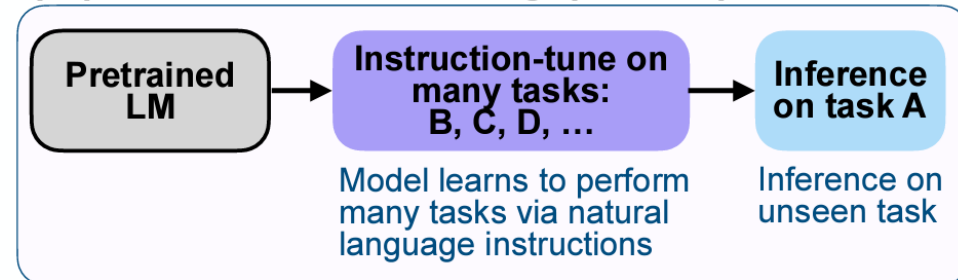 Pretrained
LM
Instruction-tune on
many tasks:
B, C, D, …
Inference
on task A
Model learns to perform
many tasks via natural
language instructions
Inference on
unseen task